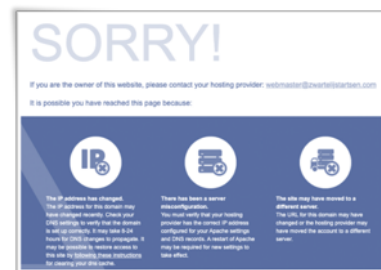 SORRY!
If you are the owner of this website, please contact your hosting provider: webmaster@zwartelijstartsen.com
It is possible you have reached this page because:
The IP address has changed.
The IP address for this domain may
have changed recently. Check your
DNS settings to verify that the domain
is set up correctly. It may take 8-24
hours for DNS changes to propagate. It
may be possible to restore access to
this site by following these instructions
for clearing your dns cache.
There has been a server
misconfiguration.
You must verify that your hosting
provider has the correct IP address
configured for your Apache settings
and DNS records. A restart of Apache
may be required for new settings to
take affect.
The site may have moved to a
different server.
The URL for this domain may have
changed or the hosting provider may
have moved the account to a different
server.